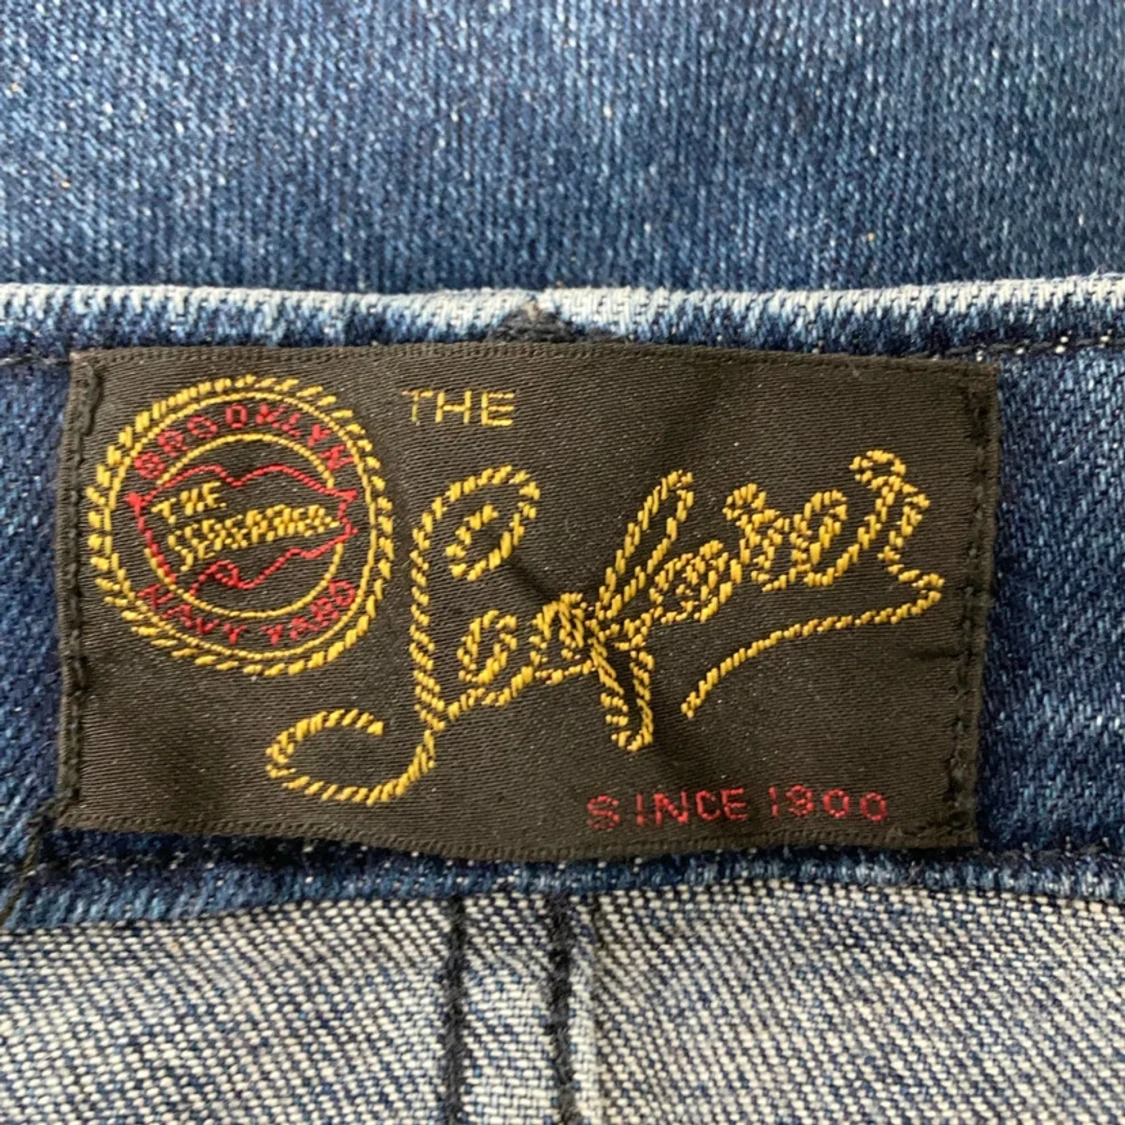 BROOKLYN
THE
SEAFARER
NAVY YARD
THE
Seafarer
SINCE 1900